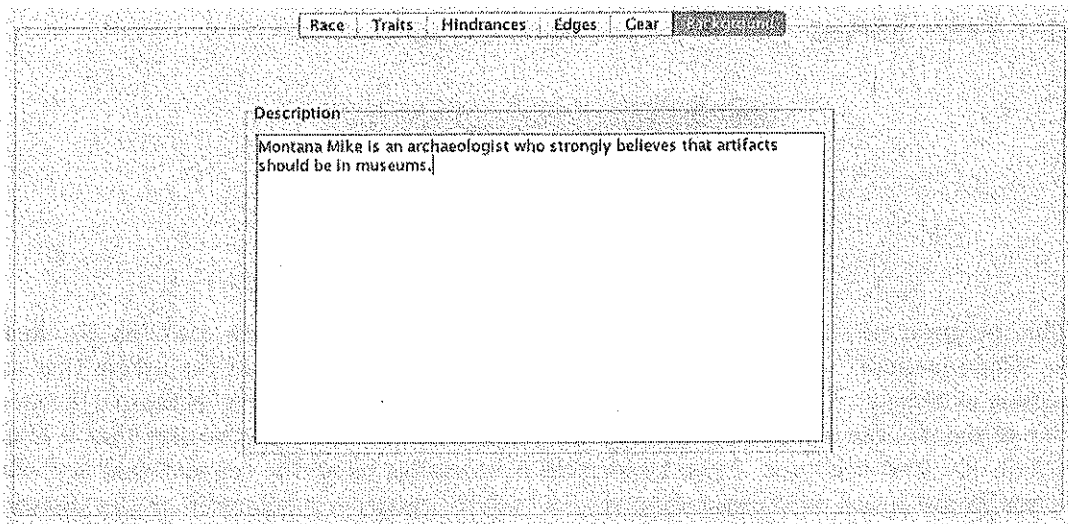 Race Traits Hindrances Edges Gear Background
Description
Montana Mike is an archaeologist who strongly believes that artifacts
should be in museums.